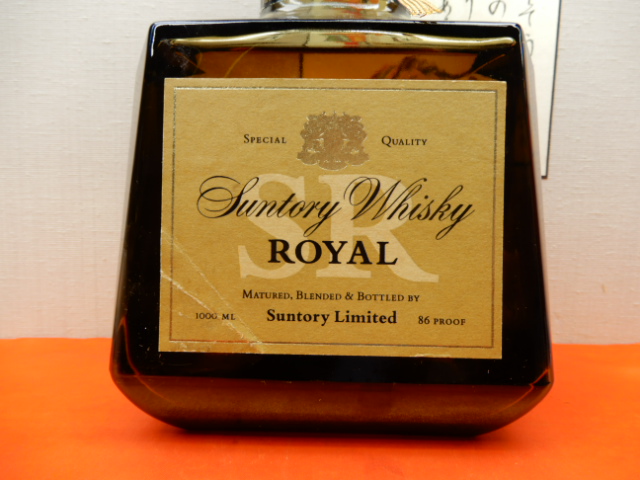 SPECIAL QUALITY
SR
Suntory Whisky
ROYAL
MATURED, BLENDED & BOTTLED BY
1000 ML Suntory Limited 86 PROOF